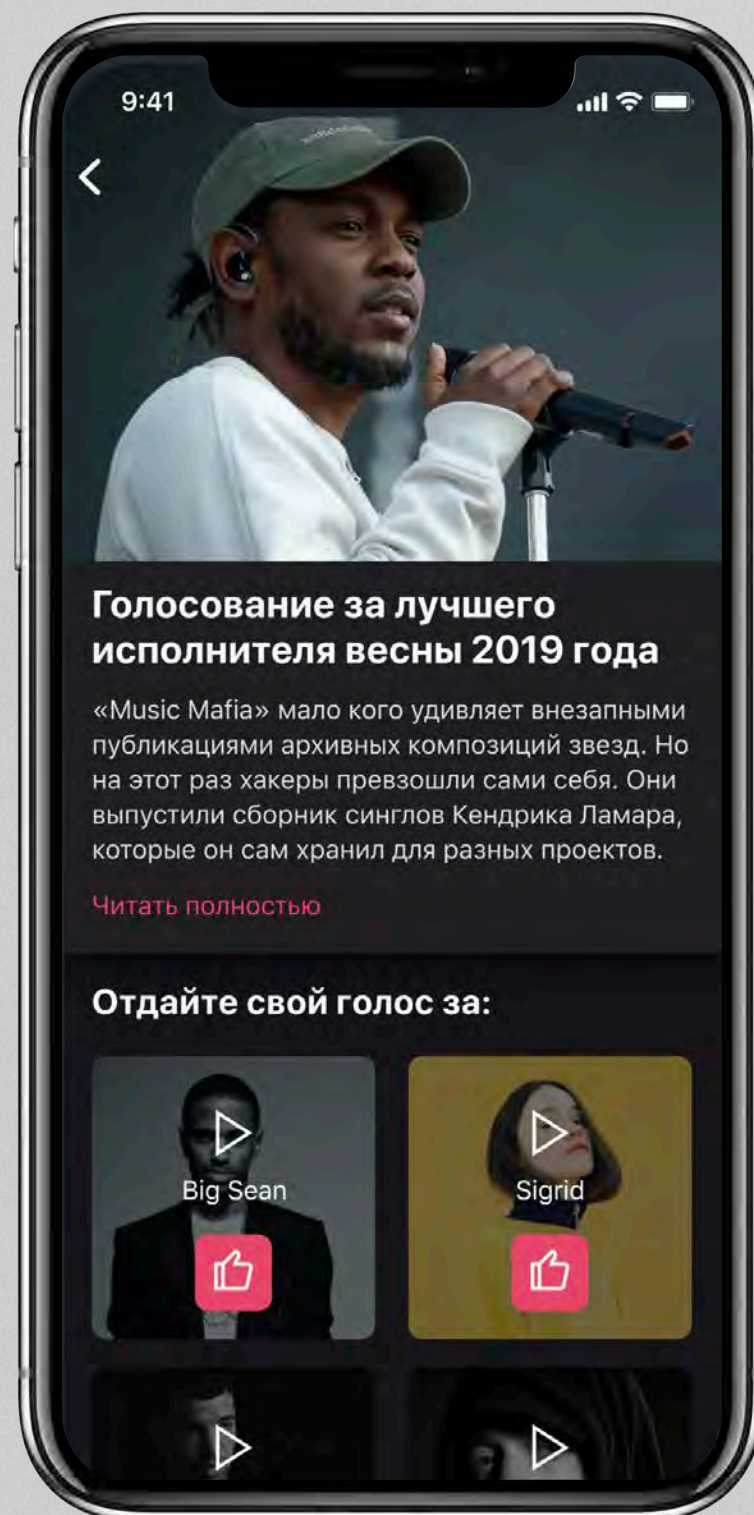 9:41
Голосование за лучшего
исполнителя весны 2019 года
«Music Mafia» мало кого удивляет внезапными
публикациями архивных композиций звезд. Но
на этот раз хакеры превзошли сами себя. Они
выпустили сборник синглов Кендрика Ламара,
которые он сам хранил для разных проектов.
Читать полностью
Отдайте свой голос за:
Big Sean
Sigrid